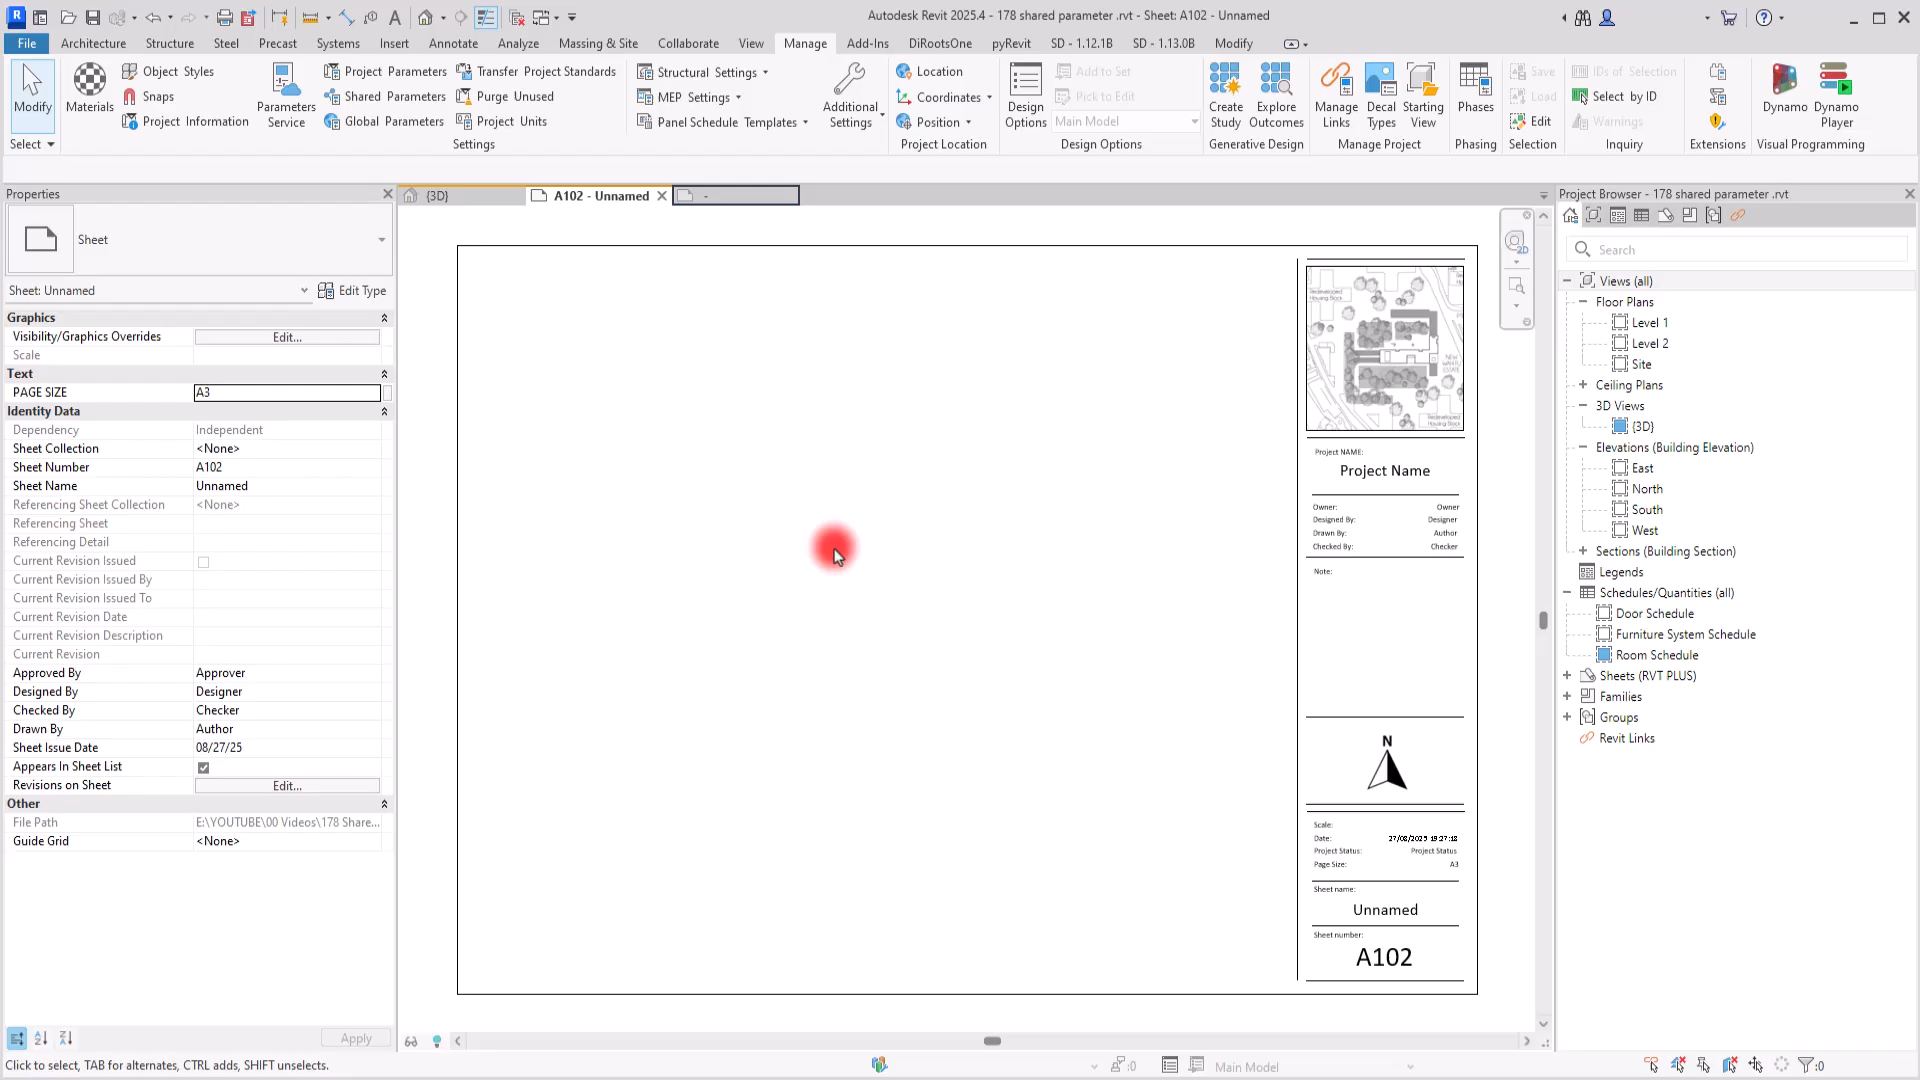 Autodesk Revit 2025.4 - 178 shared parameter .rvt - Sheet: A102 - Unnamed
File Architecture Structure Steel Precast Systems Insert Annotate Analyze Massing & Site Collaborate View Manage Add-Ins DiRootsOne pyRevit SD - 1.12.1B SD - 1.13.0B Modify
Modify
Select
Materials
Object Styles
Snaps
Project Information
Parameters
Service
Project Parameters
Shared Parameters
Global Parameters
Transfer Project Standards
Purge Unused
Project Units
Settings
Structural Settings
MEP Settings
Panel Schedule Templates
Additional
Settings
Location
Coordinates
Position
Project Location
Design
Options
Add to Set
Pick to Edit
Main Model
Design Options
Create
Study
Explore
Outcomes
Generative Design
Manage
Links
Decal
Types
Starting
View
Manage Project
Phases
Phasing
Save
Load
Edit
Selection
IDs of Selection
Select by ID
Warnings
Inquiry
Extensions
Dynamo
Dynamo
Player
Visual Programming
Properties
Sheet
Sheet: Unnamed
Edit Type
Graphics
Visibility/Graphics Overrides Edit...
Scale
Text
PAGE SIZE A3
Identity Data
Dependency Independent
Sheet Collection <None>
Sheet Number A102
Sheet Name Unnamed
Referencing Sheet Collection <None>
Referencing Sheet
Referencing Detail
Current Revision Issued
Current Revision Issued By
Current Revision Issued To
Current Revision Date
Current Revision Description
Current Revision
Approved By Approver
Designed By Designer
Checked By Checker
Drawn By Author
Sheet Issue Date 08/27/25
Appears In Sheet List
Revisions on Sheet Edit...
Other
File Path E:\YOUTUBE\00 Videos\178 Share...
Guide Grid <None>
Apply
{3D}
A102 - Unnamed
-
2D
Redeveloped
Housing Block
Redeveloped
Housing Block
Project NAME:
Project Name
Owner: Owner
Designed By: Designer
Drawn By: Author
Checked By: Checker
Note:
N
Scale:
Date: 27/08/2025 19:27:18
Project Status: Project Status
Page Size: A3
Sheet name:
Unnamed
Sheet number:
A102
Project Browser - 178 shared parameter .rvt
Search
Views (all)
Floor Plans
Level 1
Level 2
Site
Ceiling Plans
3D Views
{3D}
Elevations (Building Elevation)
East
North
South
West
Sections (Building Section)
Legends
Schedules/Quantities (all)
Door Schedule
Furniture System Schedule
Room Schedule
Sheets (RVT PLUS)
Families
Groups
Revit Links
Click to select, TAB for alternates, CTRL adds, SHIFT unselects.
:0
Main Model
:0